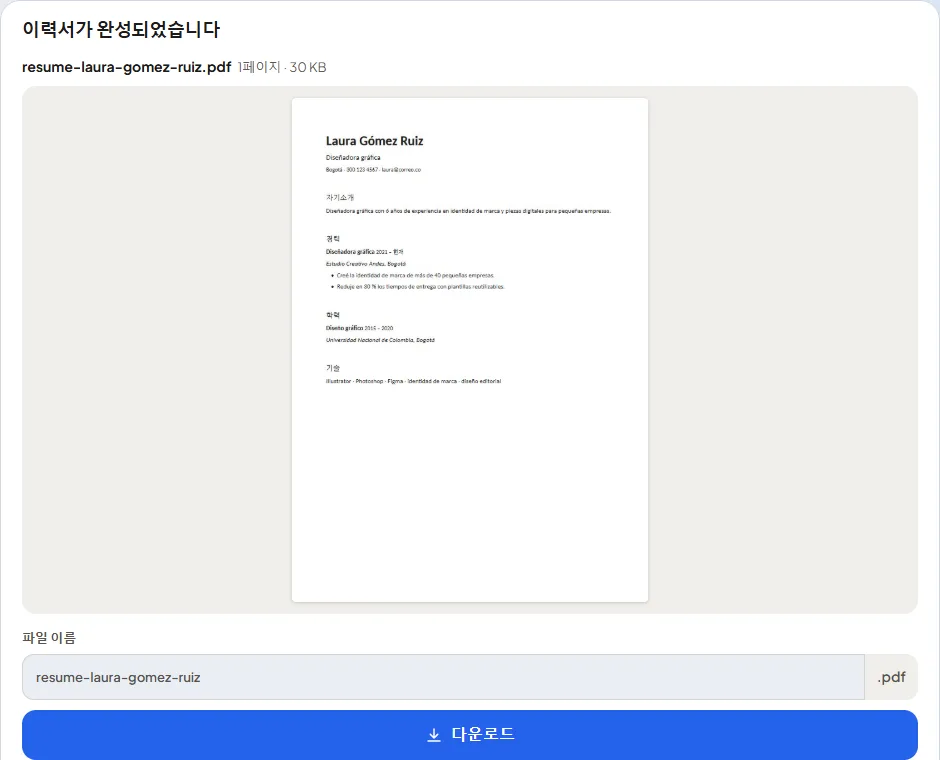 이력서가 완성되었습니다
resume-laura-gomez-ruiz.pdf 1페이지 · 30 KB
Laura Gómez Ruiz
Diseñadora gráfica
Bogotá · 300 123 4567 · laura@correo.co
자기소개
Diseñadora gráfica con 6 años de experiencia en identidad de marca y piezas digitales para pequeñas empresas.
경력
Diseñadora gráfica 2021 – 현재
Estudio Creativo Andes, Bogotá
• Creé la identidad de marca de más de 40 pequeñas empresas.
• Reduje en 30 % los tiempos de entrega con plantillas reutilizables.
학력
Diseño gráfico 2016 – 2020
Universidad Nacional de Colombia, Bogotá
기술
Illustrator · Photoshop · Figma · Identidad de marca · diseño editorial
파일 이름
resume-laura-gomez-ruiz .pdf
다운로드